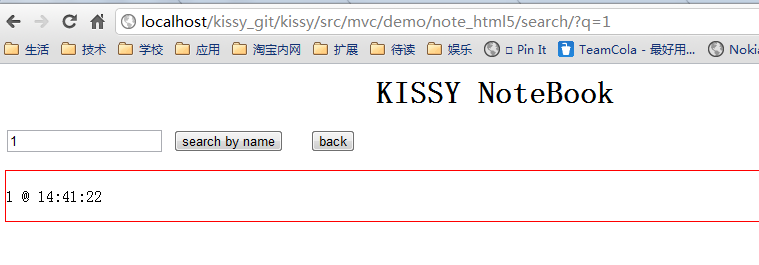 localhost/kissy_git/kissy/src/mvc/demo/note_html5/search/?q=1
生活 技术 学校 应用 淘宝内网 扩展 待读 娱乐 Pin It TeamCola - 最好用... Nokia
KISSY NoteBook
1 search by name back
1 @ 14:41:22